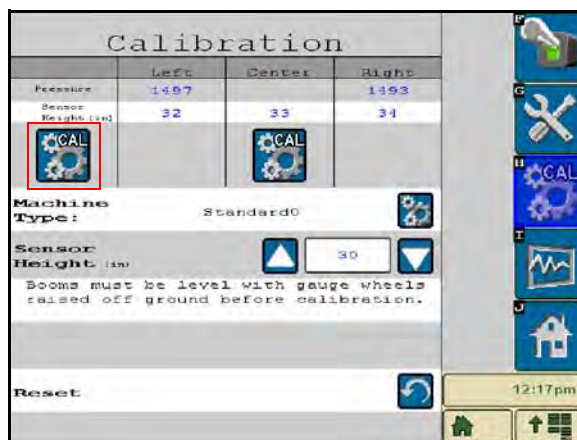 Calibration
Left Center Right
Pressure 1497 1493
Sensor
Height (in) 32 33 34
CAL CAL
Machine
Type: Standard0
Sensor
Height (in) 30
Booms must be level with gauge wheels
raised off ground before calibration.
Reset
F
G
H
CAL
I
J
12:17pm